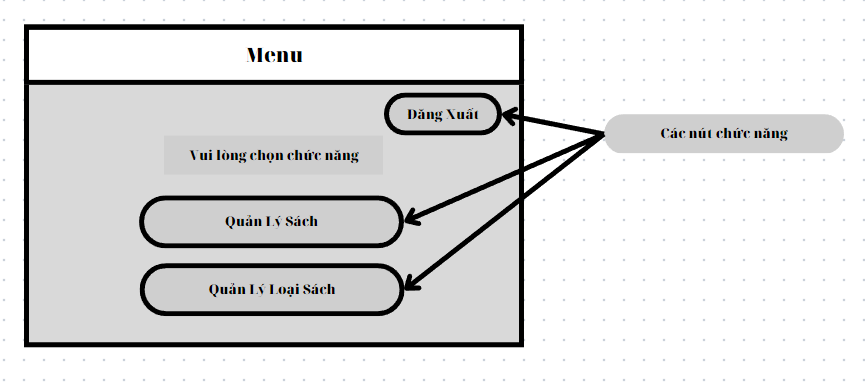 Menu
Đăng Xuất
Các nút chức năng
Vui lòng chọn chức năng
Quản Lý Sách
Quản Lý Loại Sách